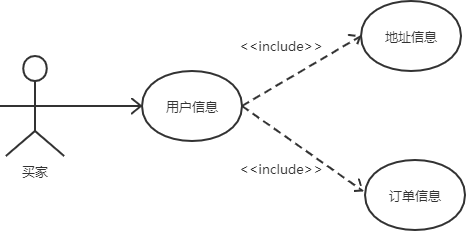 地址信息
<<include>>
用户信息
买家
<<include>>
订单信息